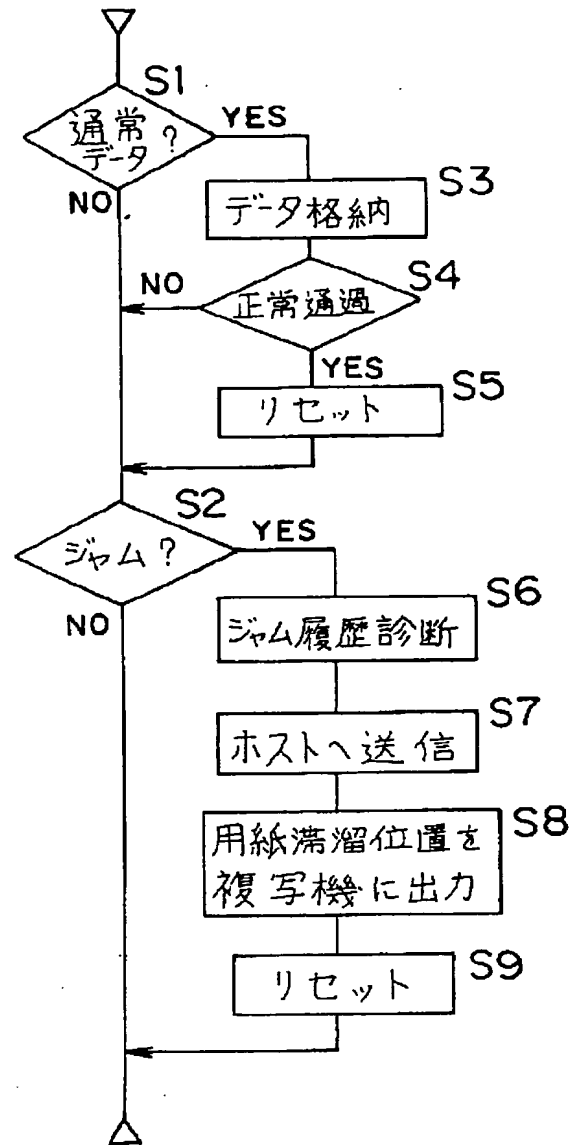 S1
通常
データ?
YES
NO
S3
データ格納
S4
正常通過
NO
YES
S5
リセット
S2
ジャム?
YES
NO
S6
ジャム履歴診断
S7
ホストへ送信
S8
用紙滞溜位置を
複写機に出力
S9
リセット